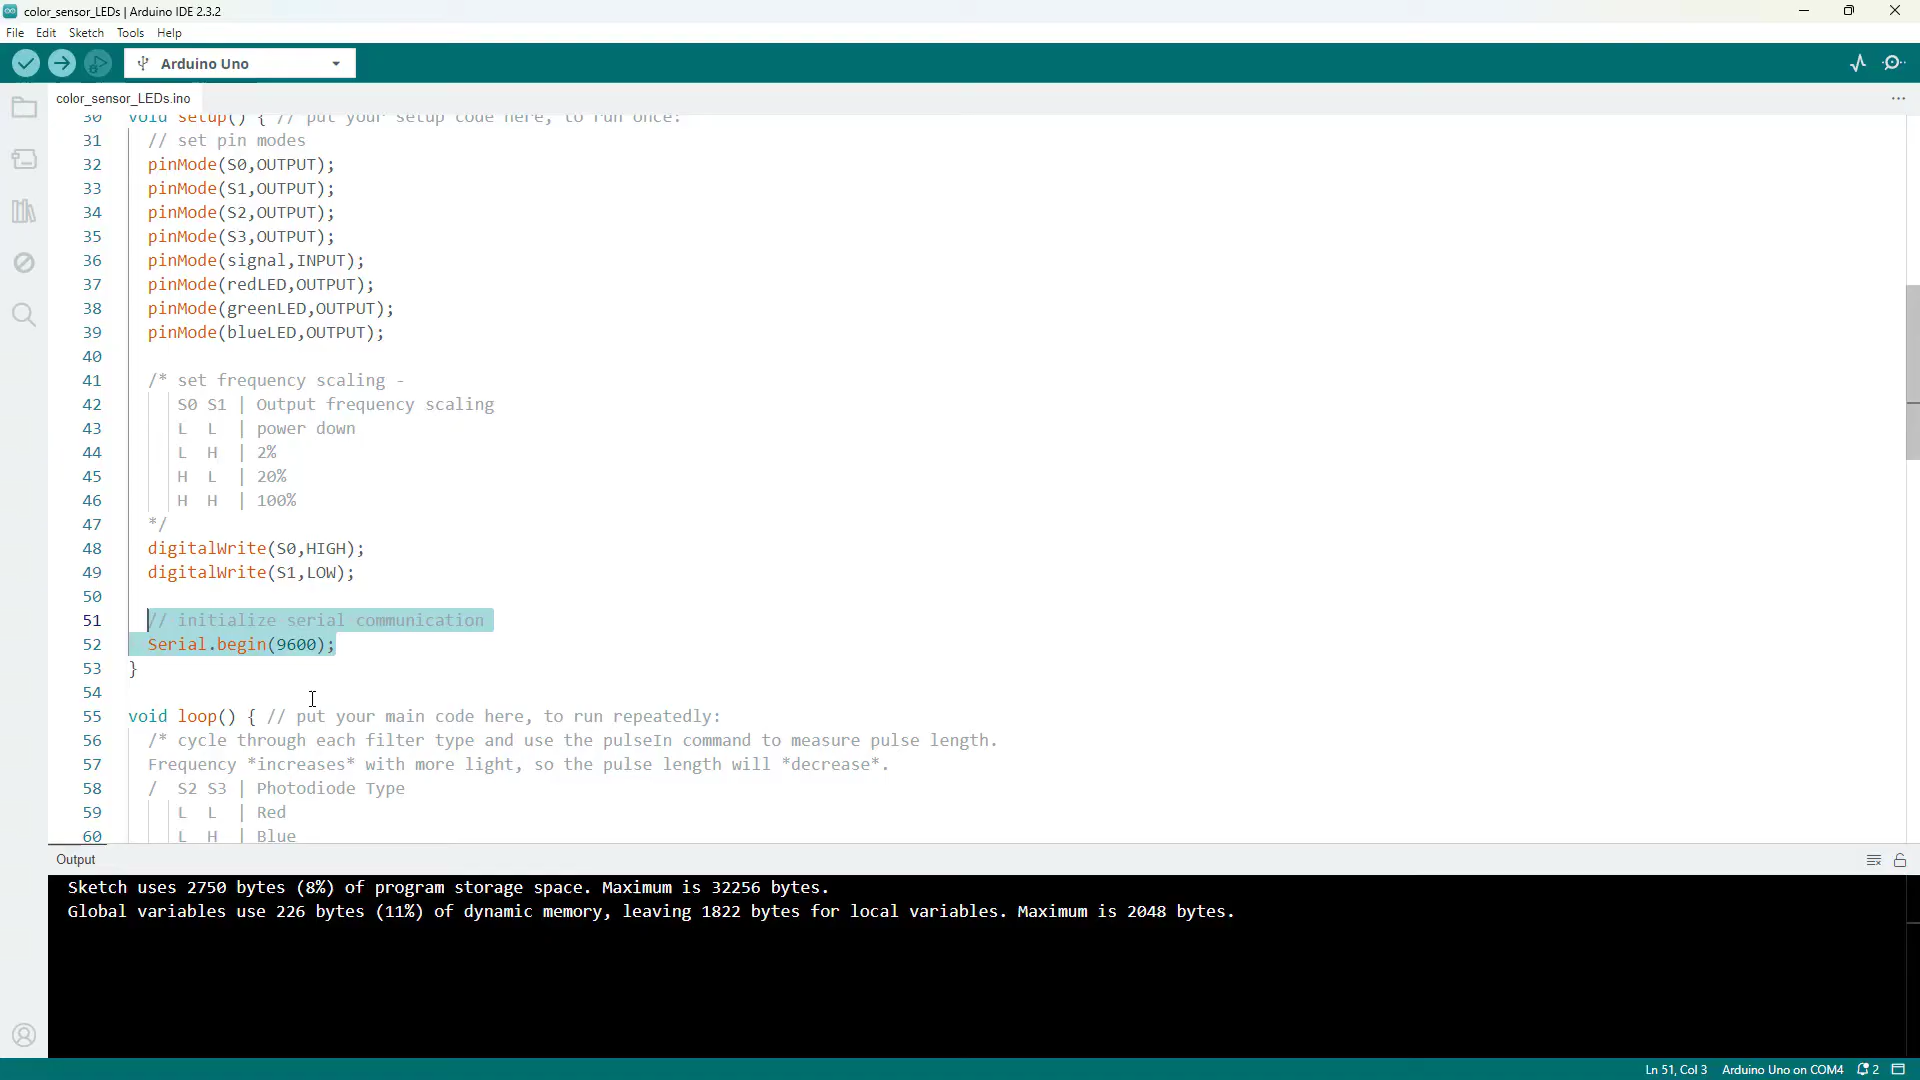 color_sensor_LEDs | Arduino IDE 2.3.2
File Edit Sketch Tools Help
Arduino Uno
color_sensor_LEDs.ino
30 void setup() { // put your setup code here, to run once:
31 // set pin modes
32 pinMode(S0,OUTPUT);
33 pinMode(S1,OUTPUT);
34 pinMode(S2,OUTPUT);
35 pinMode(S3,OUTPUT);
36 pinMode(signal,INPUT);
37 pinMode(redLED,OUTPUT);
38 pinMode(greenLED,OUTPUT);
39 pinMode(blueLED,OUTPUT);
40
41 /* set frequency scaling -
42 S0 S1 | Output frequency scaling
43 L L | power down
44 L H | 2%
45 H L | 20%
46 H H | 100%
47 */
48 digitalWrite(S0,HIGH);
49 digitalWrite(S1,LOW);
50
51 // initialize serial communication
52 Serial.begin(9600);
53 }
54
55 void loop() { // put your main code here, to run repeatedly:
56 /* cycle through each filter type and use the pulseIn command to measure pulse length.
57 Frequency *increases* with more light, so the pulse length will *decrease*.
58 / S2 S3 | Photodiode Type
59 L L | Red
60 L H | Blue
Output
Sketch uses 2750 bytes (8%) of program storage space. Maximum is 32256 bytes.
Global variables use 226 bytes (11%) of dynamic memory, leaving 1822 bytes for local variables. Maximum is 2048 bytes.
Ln 51, Col 3 Arduino Uno on COM4 2